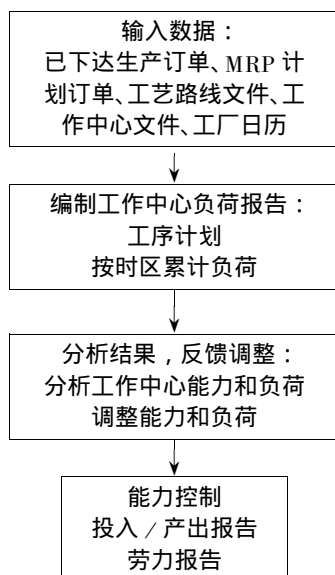 输入数据：
已下达生产订单、MRP 计
划订单、工艺路线文件、工
作中心文件、工厂日历
编制工作中心负荷报告：
工序计划
按时区累计负荷
分析结果，反馈调整：
分析工作中心能力和负荷
调整能力和负荷
能力控制
投入／产出报告
劳力报告